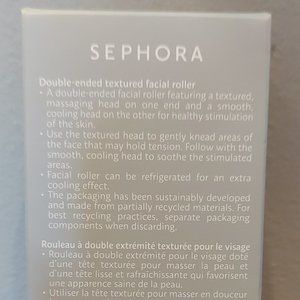 SEPHORA
Double-ended textured facial roller
• A double-ended facial roller featuring a textured,
massaging head on one end and a smooth,
cooling head on the other for healthy stimulation
of the skin.
• Use the textured head to gently knead areas of
the face that may hold tension. Follow with the
smooth, cooling head to soothe the stimulated
areas.
• Facial roller can be refrigerated for an extra
cooling effect.
• The packaging has been sustainably developed
and made from partially recycled materials. For
best recycling practices, separate packaging
components when discarding.
Rouleau à double extrémité texturée pour le visage
• Rouleau à double extrémité pour le visage doté
d'une tête texturée pour masser la peau et
d'une tête lisse et rafraîchissante qui favorisent
une apparence saine de la peau.
• Utiliser la tête texturée pour masser en douceur